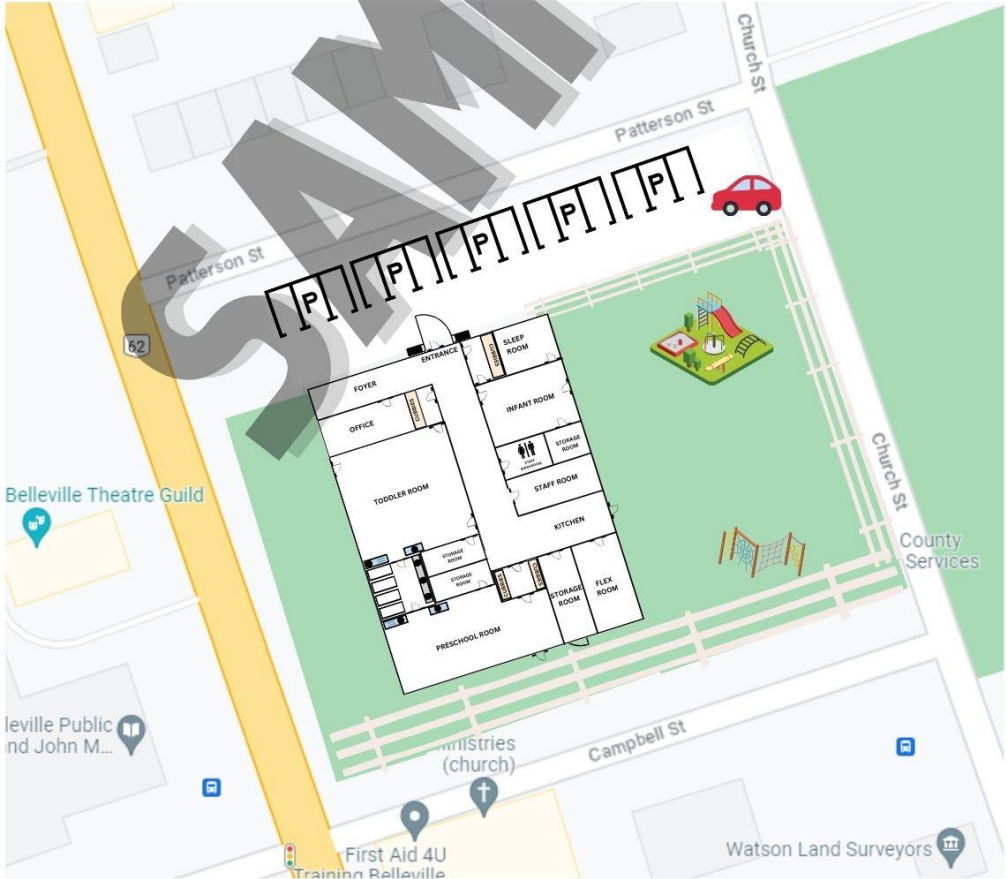 Church St
Patterson St
SAM
Patterson St
P
P
P
P
P
62
ENTRANCE
CUBBIES
SLEEP
ROOM
FOYER
OFFICE
CUBBIES
INFANT ROOM
STORAGE
ROOM
STAFF
WASHROOM
STAFF ROOM
TODDLER ROOM
KITCHEN
STORAGE
ROOM
STORAGE
ROOM
CUBBIES
CUBBIES
STORAGE
ROOM
FLEX
ROOM
PRESCHOOL ROOM
Belleville Theatre Guild
Church St
County
Services
leville Public
nd John M...
inistries
(church)
Campbell St
First Aid 4U
Training Belleville
Watson Land Surveyors